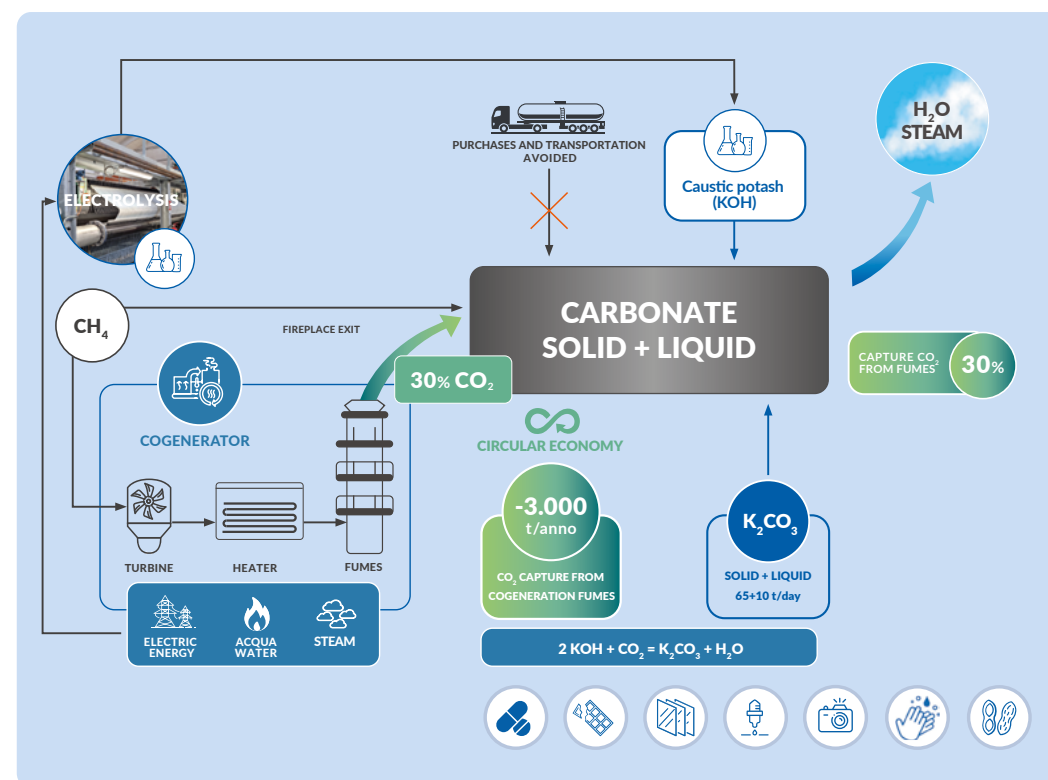 H₂O
STEAM
PURCHASES AND TRANSPORTATION
AVOIDED
Caustic potash
(KOH)
ELECTROLYSIS
CH₄
FIREPLACE EXIT
CARBONATE
SOLID + LIQUID
30% CO₂
CAPTURE CO₂
FROM FUMES
30%
COGENERATOR
CIRCULAR ECONOMY
-3.000
t/anno
CO₂ CAPTURE FROM
COGENERATION FUMES
K₂CO₃
SOLID + LIQUID
65+10 t/day
TURBINE
HEATER
FUMES
ELECTRIC
ENERGY
ACQUA
WATER
STEAM
2 KOH + CO₂ = K₂CO₃ + H₂O